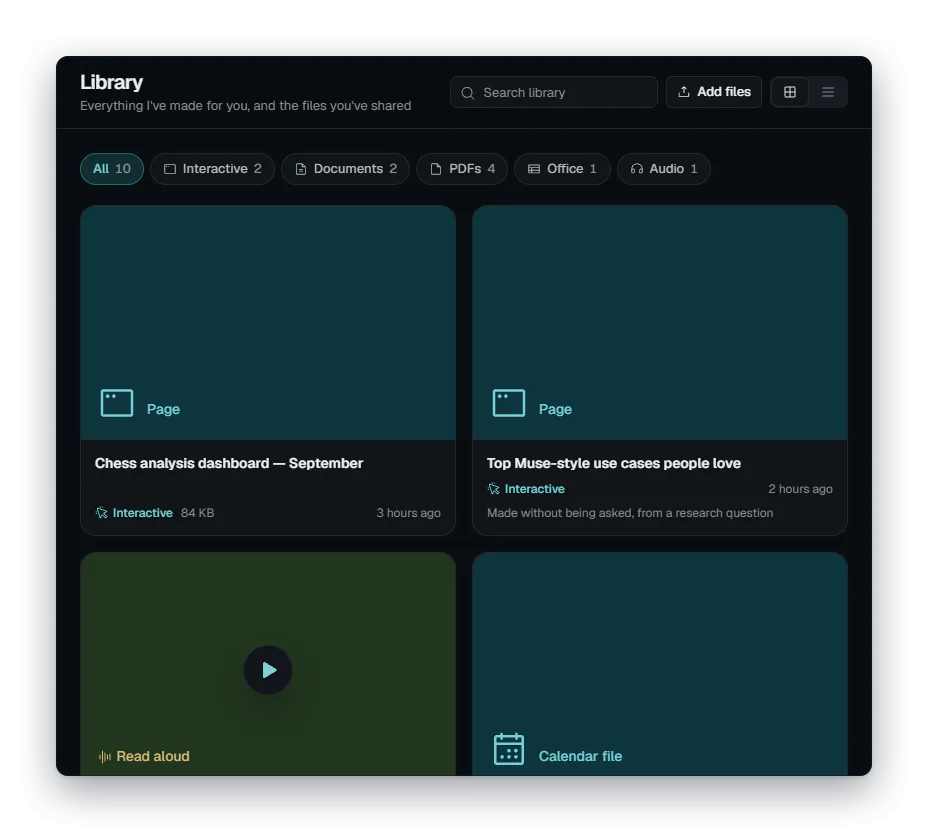 Library
Everything I've made for you, and the files you've shared
Search library
Add files
All 10
Interactive 2
Documents 2
PDFs 4
Office 1
Audio 1
Page
Page
Chess analysis dashboard — September
Interactive 84 KB 3 hours ago
Top Muse-style use cases people love
Interactive 2 hours ago
Made without being asked, from a research question
Read aloud
Calendar file